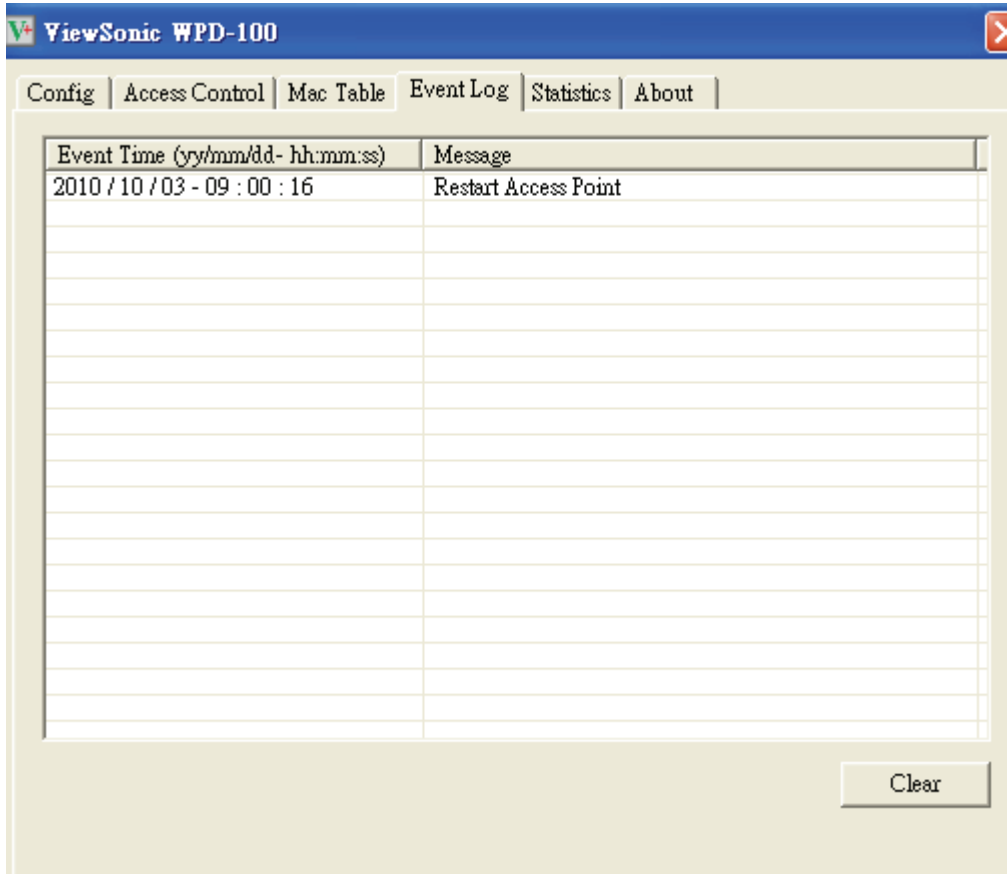 V+ ViewSonic WPD-100
Config Access Control Mac Table Event Log Statistics About
Event Time (yy/mm/dd- hh:mm:ss) Message
2010 / 10 / 03 - 09 : 00 : 16 Restart Access Point
Clear